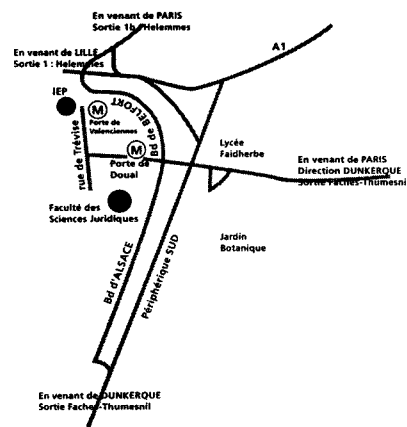 En venant de PARIS
Sortie 1b : Helemmes
A1
En venant de LILLE
Sortie 1 : Helemmes
IEP
M
Porte de
Valenciennes
Bd de BELFORT
rue de Trévise
M
Porte de
Douai
Lycée
Faidherbe
En venant de PARIS
Direction DUNKERQUE
Sortie Faches-Thumesnil
Faculté des
Sciences Juridiques
Jardin
Botanique
Bd d'ALSACE
Périphérique SUD
En venant de DUNKERQUE
Sortie Faches-Thumesnil